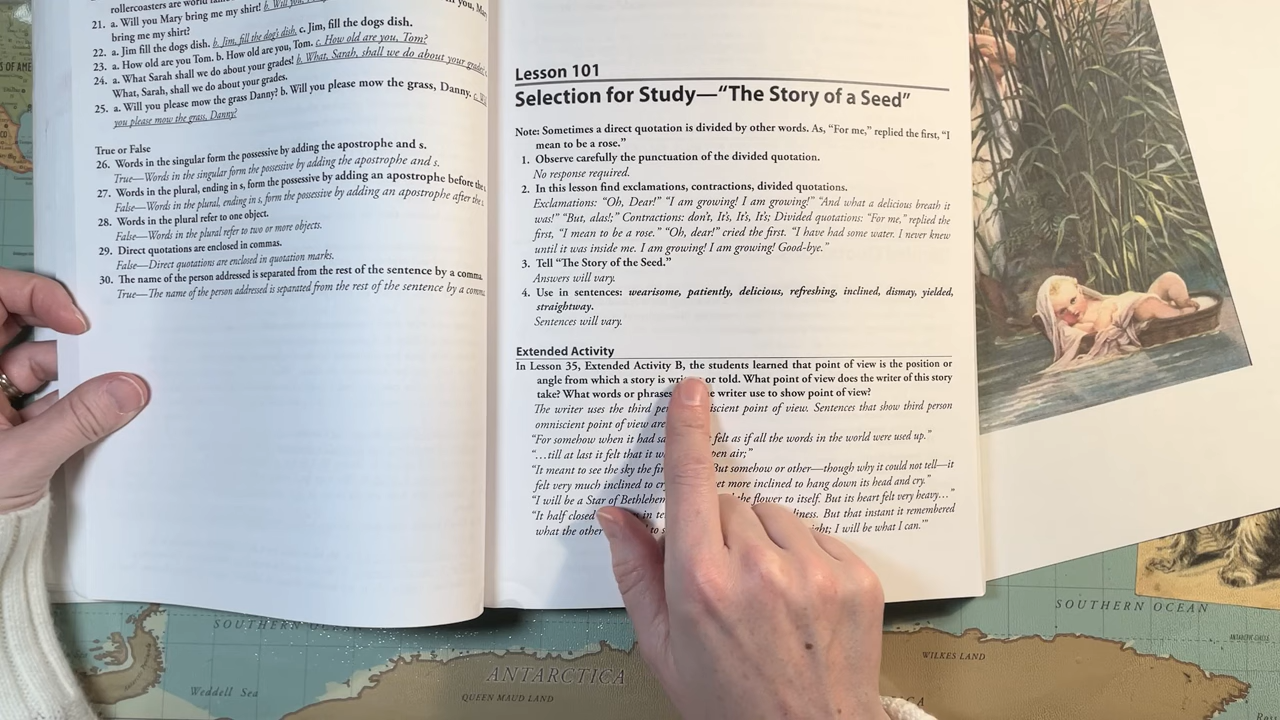 rollercoasters are world
21. a. Will you Mary bring me my shirt! b. Will you,
bring me my shirt?
22. a. Jim fill the dogs dish. b. Jim, fill the dog's dish. c. Jim, fill the dogs dish.
23. a. How old are you Tom. b. How old are you, Tom. c. How old are you, Tom?
24. a. What Sarah shall we do about your grades! b. What, Sarah, shall we do about your grades
What, Sarah, shall we do about your grades.
25. a. Will you please mow the grass Danny? b. Will you please mow the grass, Danny.
you please mow the grass, Danny?
True or False
26. Words in the singular form the possessive by adding the apostrophe and s.
True—Words in the singular form the possessive by adding the apostrophe and s.
27. Words in the plural, ending in s, form the possessive by adding an apostrophe before the
False—Words in the plural, ending in s, form the possessive by adding an apostrophe after the
28. Words in the plural refer to one object.
False—Words in the plural refer to two or more objects.
29. Direct quotations are enclosed in commas.
False—Direct quotations are enclosed in quotation marks.
30. The name of the person addressed is separated from the rest of the sentence by a comma.
True—The name of the person addressed is separated from the rest of the sentence by a comma
Lesson 101
Selection for Study—“The Story of a Seed”
Note: Sometimes a direct quotation is divided by other words. As, “For me,” replied the first, “I
mean to be a rose.”
1. Observe carefully the punctuation of the divided quotation.
No response required.
2. In this lesson find exclamations, contractions, divided quotations.
Exclamations: “Oh, Dear!” “I am growing! I am growing!” “And what a delicious breath it
was!” “But, alas!;” Contractions: don't, It's, It's, It's; Divided quotations: “For me,” replied the
first, “I mean to be a rose.” “Oh, dear!” cried the first. “I have had some water. I never knew
until it was inside me. I am growing! I am growing! Good-bye.”
3. Tell “The Story of the Seed.”
Answers will vary.
4. Use in sentences: wearisome, patiently, delicious, refreshing, inclined, dismay, yielded,
straightway.
Sentences will vary.
Extended Activity
In Lesson 35, Extended Activity B, the students learned that point of view is the position or
angle from which a story is or told. What point of view does the writer of this story
take? What words or phrases writer use to show point of view?
The writer uses the third point of view. Sentences that show third person
omniscient point of view are
“For somehow when it had felt as if all the words in the world were used up.”
“…till at last it felt that it air;”
“It meant to see the sky the But somehow or other—though why it could not tell—it
felt very much inclined to more inclined to hang down its head and cry.”
“I will be a Star of Bethlehem the flower to itself. But its heart felt very heavy…”
“It half closed in But that instant it remembered
what the other to I will be what I can.’”
SOUTHERN OCEAN
SOUTHERN
ANTARCTICA
QUEEN MAUD LAND
WILKES LAND
Weddell Sea
ANTARCTIC CIRCLE